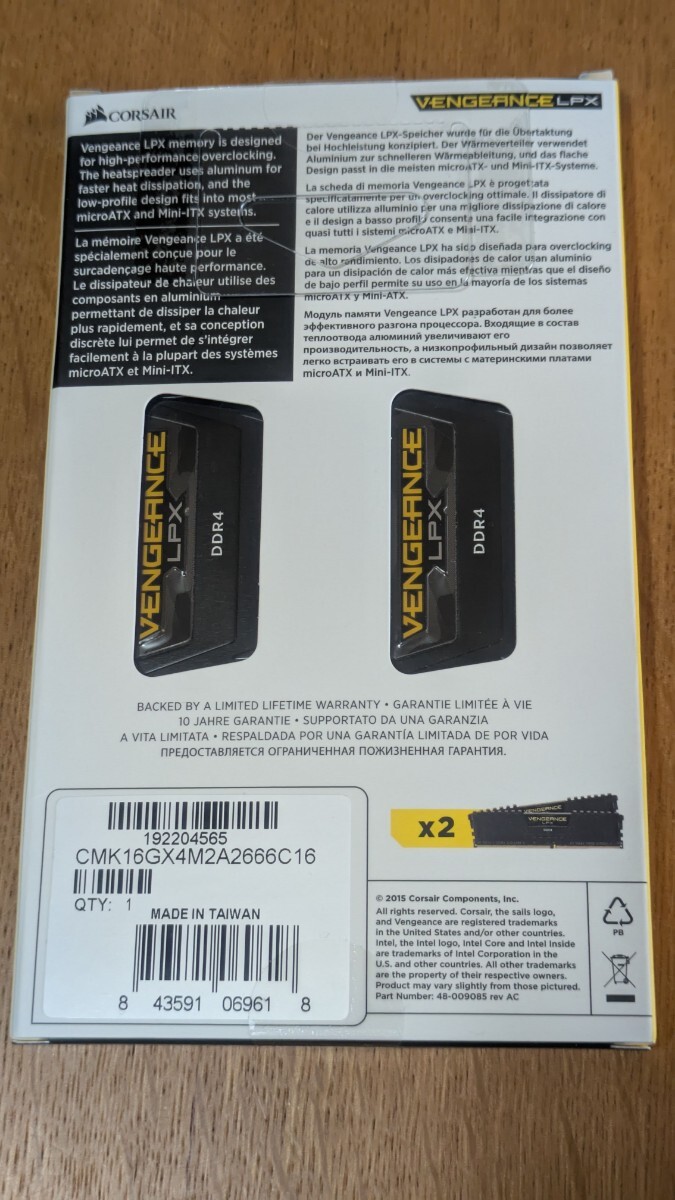 CORSAIR
VENGEANCE LPX
Vengeance LPX memory is designed
for high-performance overclocking.
The heatspreader uses aluminum for
faster heat dissipation, and the
low-profile design fits into most
microATX and Mini-ITX systems.
La mémoire Vengeance LPX a été
spécialement conçue pour le
surcadençage haute performance.
Le dissipateur de chaleur utilise des
composants en aluminium
permettant de dissiper la chaleur
plus rapidement, et sa conception
discrète lui permet de s'intégrer
facilement à la plupart des systèmes
microATX et Mini-ITX.
Der Vengeance LPX-Speicher wurde für die Übertaktung
bei Hochleistung konzipiert. Der Wärmeverteiler verwendet
Aluminium zur schnelleren Wärmeableitung, und das flache
Design passt in die meisten microATX- und Mini-ITX-Systeme.
La scheda di memoria Vengeance LPX è progettata
specificatamente per un overclocking ottimale. Il dissipatore di
calore utilizza alluminio per una migliore dissipazione di calore
e il design a basso profilo consente una facile integrazione con
quasi tutti i sistemi microATX e Mini-ITX.
La memoria Vengeance LPX ha sido diseñada para overclocking
de alto rendimiento. Los disipadores de calor usan aluminio
para un disipación de calor más efectiva mientras que el diseño
de bajo perfil permite su uso en la mayoría de los sistemas
microATX y Mini-ATX.
Модуль памяти Vengeance LPX разработан для более
эффективного разгона процессора. Входящие в состав
теплоотвода алюминий увеличивают его
производительность, а низкопрофильный дизайн позволяет
легко встраивать его в системы с материнскими платами
microATX и Mini-ITX.
VENGEANCE
LPX
DDR4
VENGEANCE
LPX
DDR4
BACKED BY A LIMITED LIFETIME WARRANTY • GARANTIE LIMITÉE À VIE
10 JAHRE GARANTIE • SUPPORTATO DA UNA GARANZIA
A VITA LIMITATA • RESPALDADA POR UNA GARANTÍA LIMITADA DE POR VIDA
ПРЕДОСТАВЛЯЕТСЯ ОГРАНИЧЕННАЯ ПОЖИЗНЕННАЯ ГАРАНТИЯ.
192204565
CMK16GX4M2A2666C16
QTY: 1
MADE IN TAIWAN
8 43591 06961 8
x2
VENGEANCE
VENGEANCE
LPX
DDR4
© 2015 Corsair Components, Inc.
All rights reserved. Corsair, the sails logo,
and Vengeance are registered trademarks
in the United States and/or other countries.
Intel, the Intel logo, Intel Core and Intel Inside
are trademarks of Intel Corporation in the
U.S. and other countries. All other trademarks
are the property of their respective owners.
Product may vary slightly from those pictured.
Part Number: 48-009085 rev AC
PB